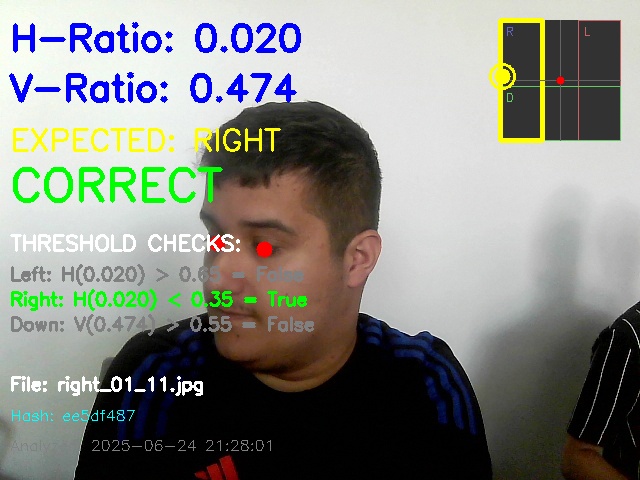 H-Ratio: 0.020
V-Ratio: 0.474
EXPECTED: RIGHT
CORRECT
THRESHOLD CHECKS:
Left: H(0.020) > 0.65 = False
Right: H(0.020) < 0.35 = True
Down: V(0.474) > 0.55 = False
File: right_01_11.jpg
Hash: ee5df487
2025-06-24 21:28:01
R
L
D